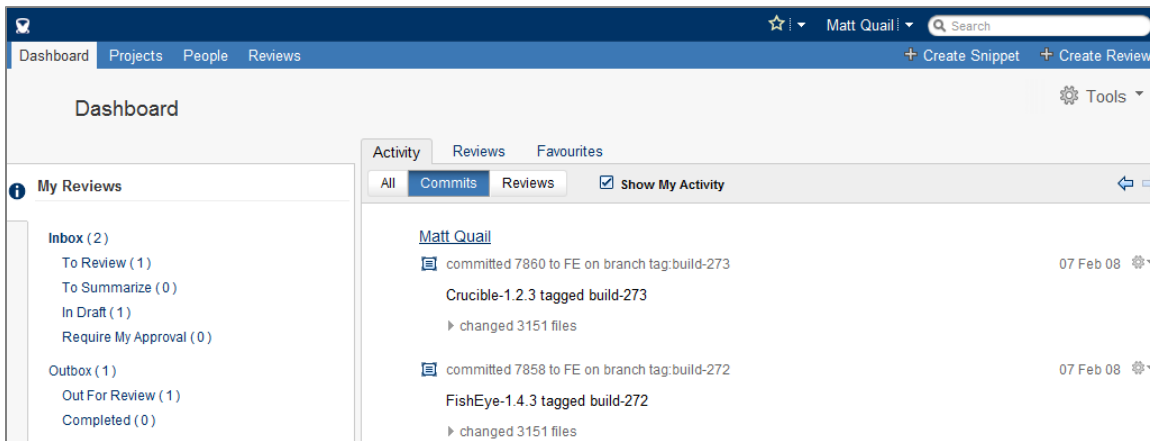 Matt Quail
Search
Dashboard Projects People Reviews
+ Create Snippet + Create Review
Dashboard
Tools
Activity Reviews Favourites
My Reviews
All Commits Reviews Show My Activity
Inbox (2)
To Review (1)
To Summarize (0)
In Draft (1)
Require My Approval (0)
Outbox (1)
Out For Review (1)
Completed (0)
Matt Quail
committed 7860 to FE on branch tag:build-273 07 Feb 08
Crucible-1.2.3 tagged build-273
changed 3151 files
committed 7858 to FE on branch tag:build-272 07 Feb 08
FishEye-1.4.3 tagged build-272
changed 3151 files